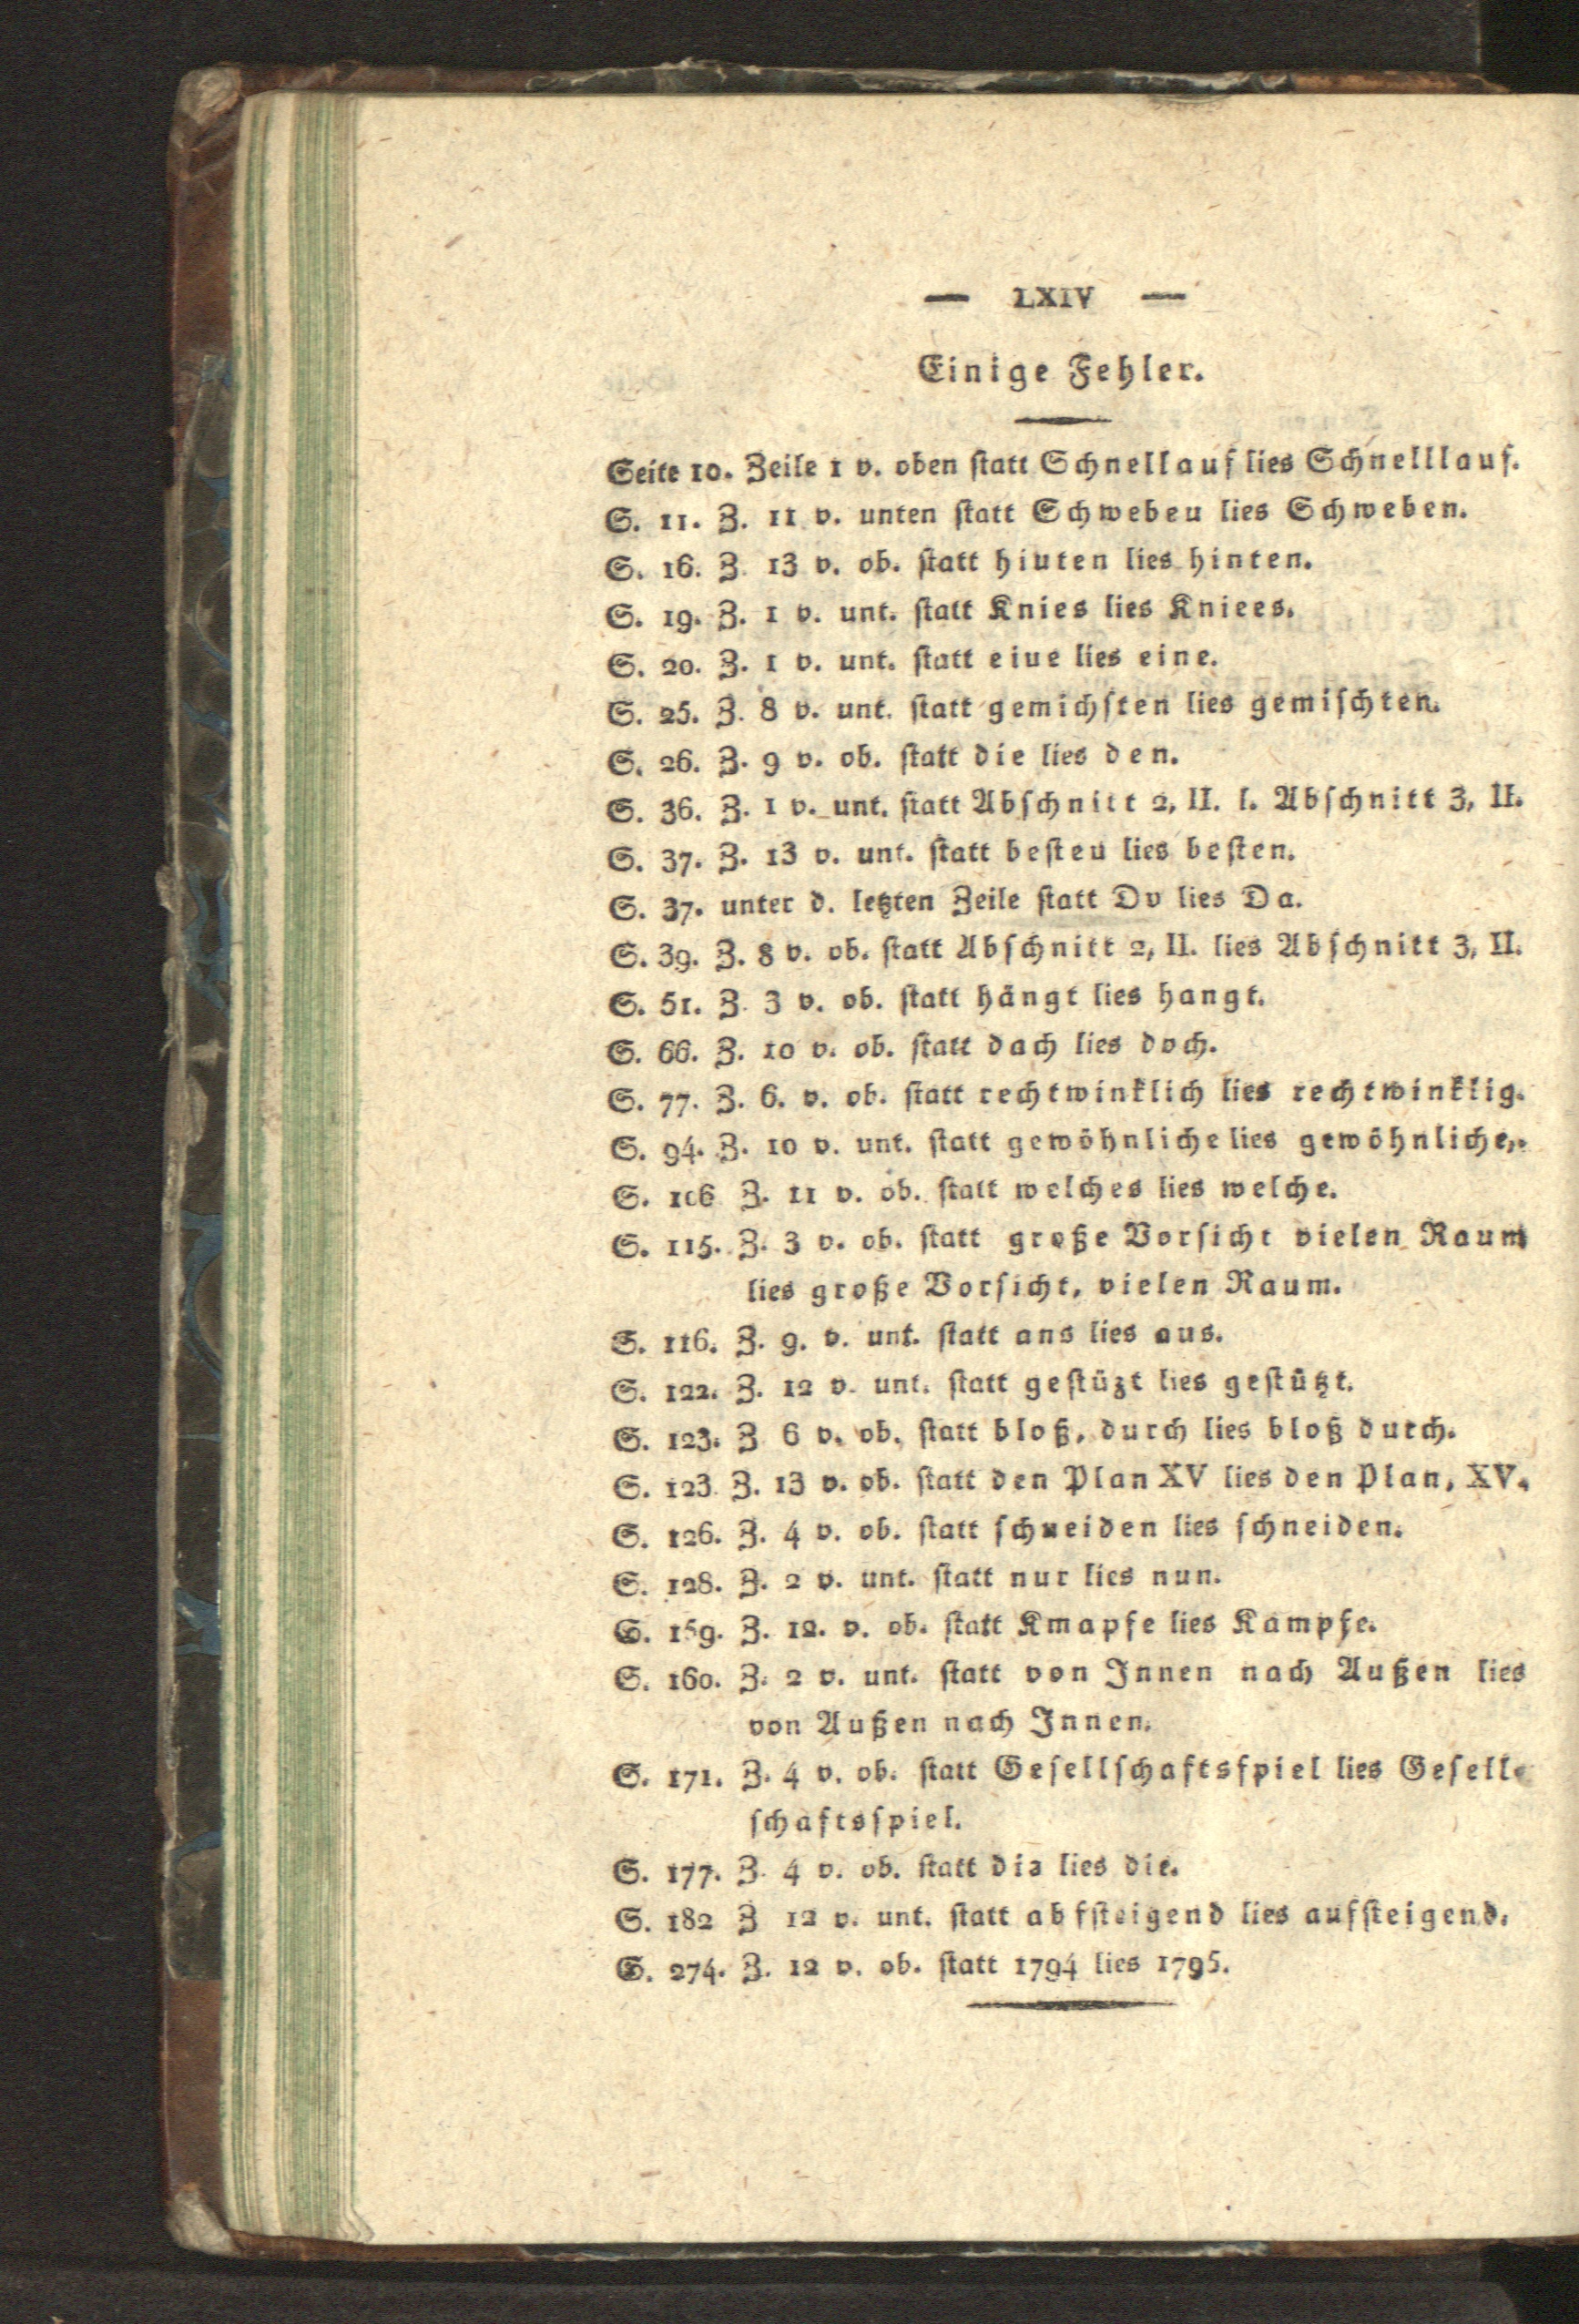 — LXIV —
Einige Fehler.
Seite 10. Zeile 1 v. oben ſtatt Schnellauf lies Schnelllauf.
S. 11. Z. 11 v. unten ſtatt Schwebeu lies Schweben.
S. 16. Z. 13 v. ob. ſtatt hiuten lies hinten.
S. 19. Z. 1 v. unt. ſtatt Knies lies Kniees.
S. 20. Z. 1 v. unt. ſtatt eiue lies eine.
S. 25. Z. 8 v. unt. ſtatt gemichſten lies gemiſchten.
S. 26. Z. 9 v. ob. ſtatt die lies den.
S. 36. Z. 1 v. unt. ſtatt Abſchnitt 2, II. l. Abſchnitt 3, II.
S. 37. Z. 13 v. unt. ſtatt beſteu lies beſten.
S. 37. unter d. letzten Zeile ſtatt Do lies Da.
S. 39. Z. 8 v. ob. ſtatt Abſchnitt 2, II. lies Abſchnitt 3, II.
S. 51. Z. 3 v. ob. ſtatt hängt lies hangt.
S. 66. Z. 10 v. ob. ſtatt dach lies doch.
S. 77. Z. 6. v. ob. ſtatt rechtwinklich lies rechtwinklig.
S. 94. Z. 10 v. unt. ſtatt gewöhnliche lies gewöhnliche,.
S. 106 Z. 11 v. ob. ſtatt welches lies welche.
S. 115. Z. 3 v. ob. ſtatt große Vorſicht vielen Raum
lies große Vorſicht, vielen Raum.
S. 116. Z. 9. v. unt. ſtatt ans lies aus.
S. 122. Z. 12 v. unt. ſtatt geſtüzt lies geſtützt.
S. 123. Z 6 v. ob. ſtatt bloß, durch lies bloß durch.
S. 123. Z. 13 v. ob. ſtatt den Plan XV lies den Plan, XV.
S. 126. Z. 4 v. ob. ſtatt ſchueiden lies ſchneiden.
S. 128. Z. 2 v. unt. ſtatt nur lies nun.
S. 159. Z. 12. v. ob. ſtatt Kmapfe lies Kampfe.
S. 160. Z. 2 v. unt. ſtatt von Innen nach Außen lies
von Außen nach Innen.
S. 171. Z. 4 v. ob. ſtatt Geſellſchaftsfpiel lies Geſell-
ſchaftsſpiel.
S. 177. Z. 4 v. ob. ſtatt dia lies die.
S. 182 Z 12 v. unt. ſtatt abfſteigend lies aufſteigend.
S. 274. Z. 12 v. ob. ſtatt 1794 lies 1795.